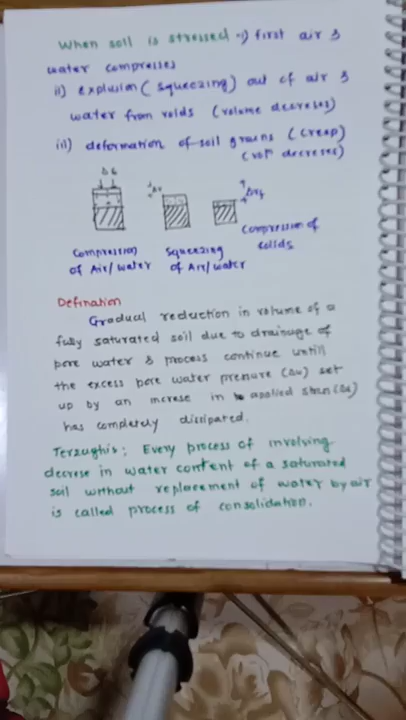 When soil is stressed i) first air &
water compresses
ii) explusion (squeezing) out of air &
water from voids (volume decreses)
iii) deformation of soil grains (creap)
(vol^m decreses)
Compression
of Air/water
Squeezing
of Air/water
Compression of
solids
Defination
Gradual reduction in volume of a
fully saturated soil due to drainage of
pore water & process continue untill
the excess pore water pressure (Δu) set
up by an increse in applied stress (Δσ)
has completely dissipated.
Terzaghi's: Every process of involving
decrese in water content of a saturated
soil without replacement of water by air
is called process of consolidation.